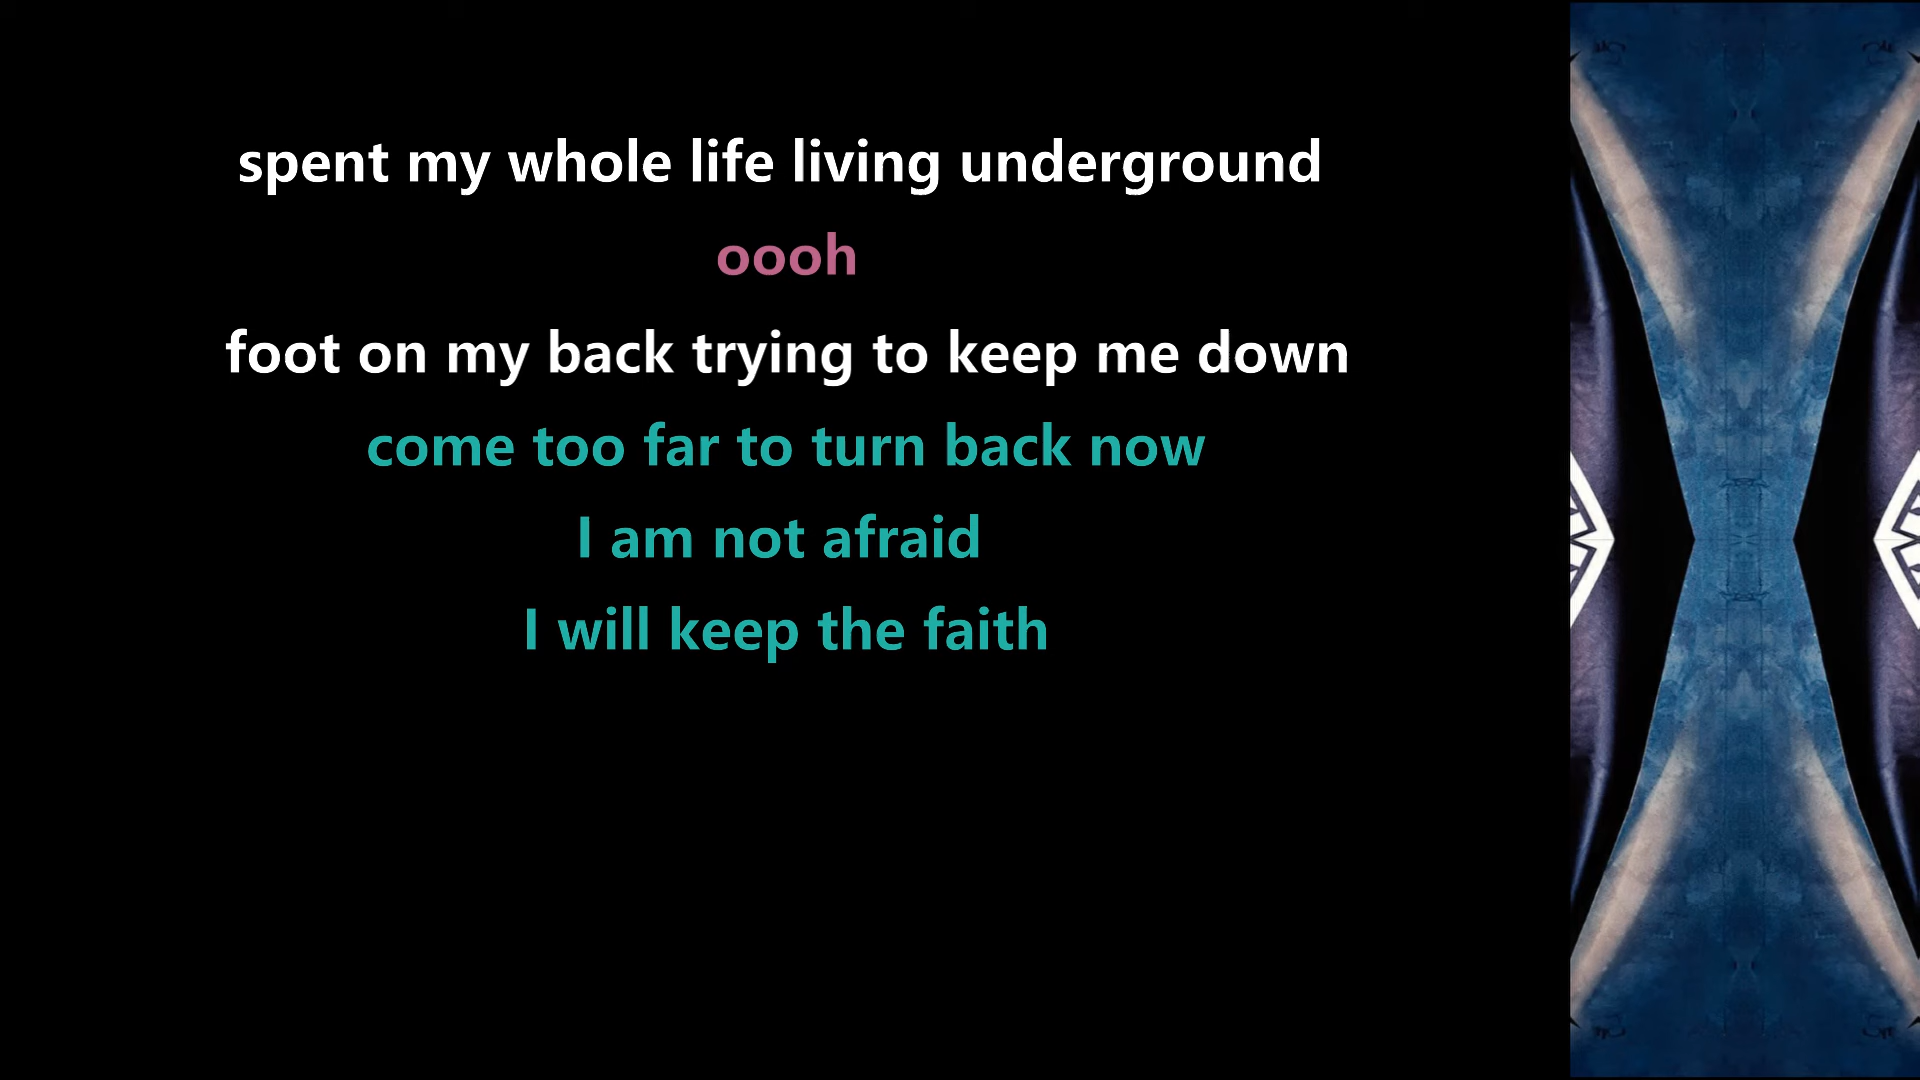 spent my whole life living underground
oooh
foot on my back trying to keep me down
come too far to turn back now
I am not afraid
I will keep the faith